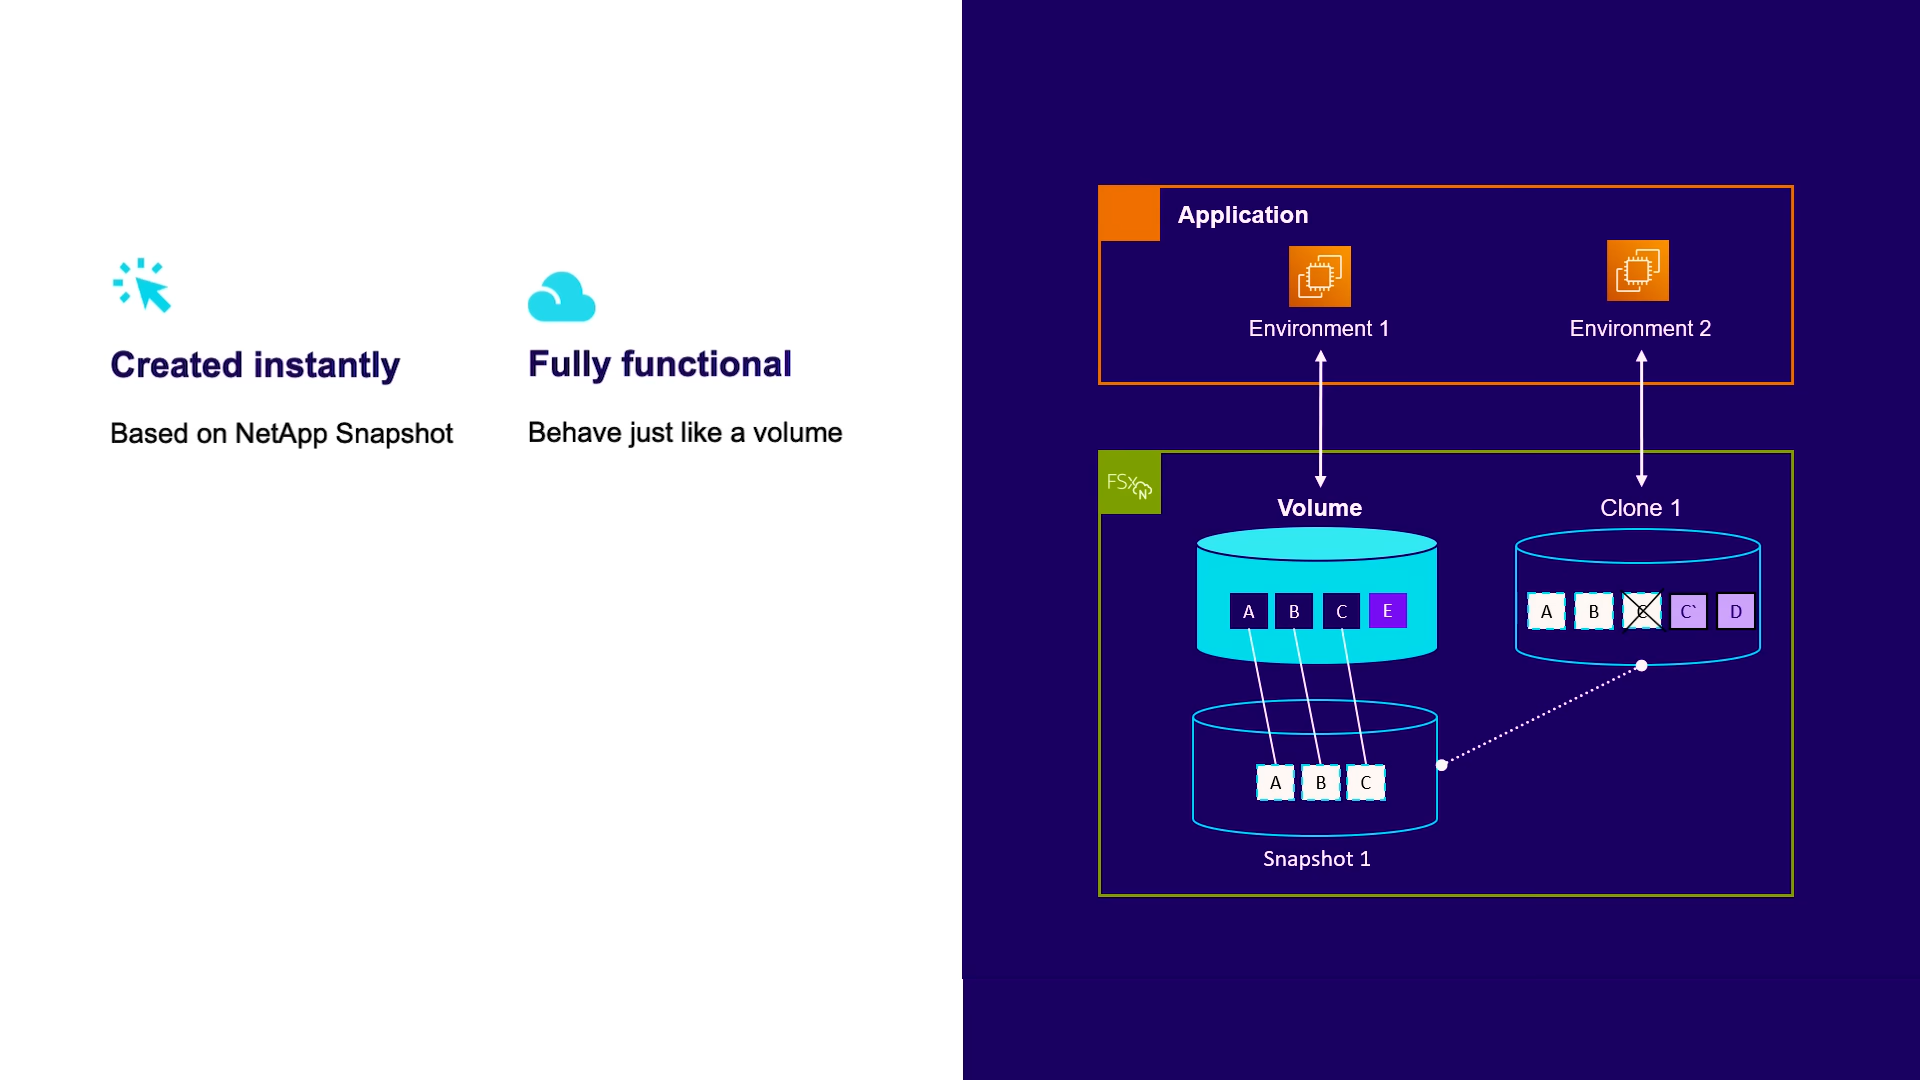 Created instantly
Based on NetApp Snapshot
Fully functional
Behave just like a volume
Application
Environment 1
Environment 2
FSx
N
Volume
Clone 1
A B C E
A B C C` D
A B C
Snapshot 1